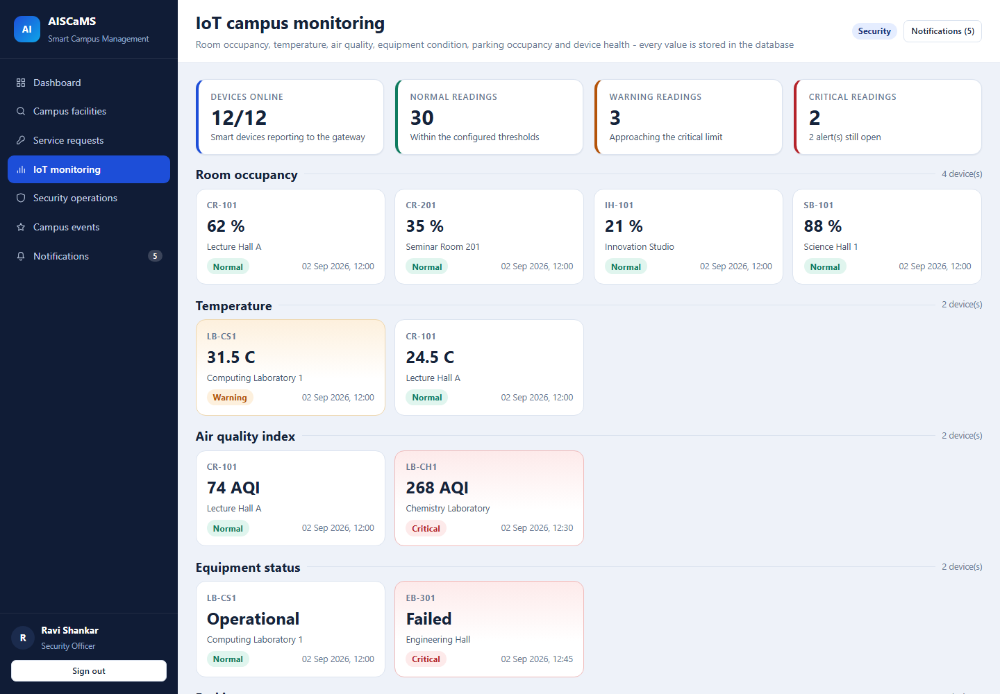 AI
AISCaMS
Smart Campus Management
Dashboard
Campus facilities
Service requests
IoT monitoring
Security operations
Campus events
Notifications 5
R
Ravi Shankar
Security Officer
Sign out
IoT campus monitoring
Room occupancy, temperature, air quality, equipment condition, parking occupancy and device health - every value is stored in the database
Security
Notifications (5)
DEVICES ONLINE
12/12
Smart devices reporting to the gateway
NORMAL READINGS
30
Within the configured thresholds
WARNING READINGS
3
Approaching the critical limit
CRITICAL READINGS
2
2 alert(s) still open
Room occupancy 4 device(s)
CR-101
62 %
Lecture Hall A
Normal 02 Sep 2026, 12:00
CR-201
35 %
Seminar Room 201
Normal 02 Sep 2026, 12:00
IH-101
21 %
Innovation Studio
Normal 02 Sep 2026, 12:00
SB-101
88 %
Science Hall 1
Normal 02 Sep 2026, 12:00
Temperature 2 device(s)
LB-CS1
31.5 C
Computing Laboratory 1
Warning 02 Sep 2026, 12:00
CR-101
24.5 C
Lecture Hall A
Normal 02 Sep 2026, 12:00
Air quality index 2 device(s)
CR-101
74 AQI
Lecture Hall A
Normal 02 Sep 2026, 12:00
LB-CH1
268 AQI
Chemistry Laboratory
Critical 02 Sep 2026, 12:30
Equipment status 2 device(s)
LB-CS1
Operational
Computing Laboratory 1
Normal 02 Sep 2026, 12:00
EB-301
Failed
Engineering Hall
Critical 02 Sep 2026, 12:45